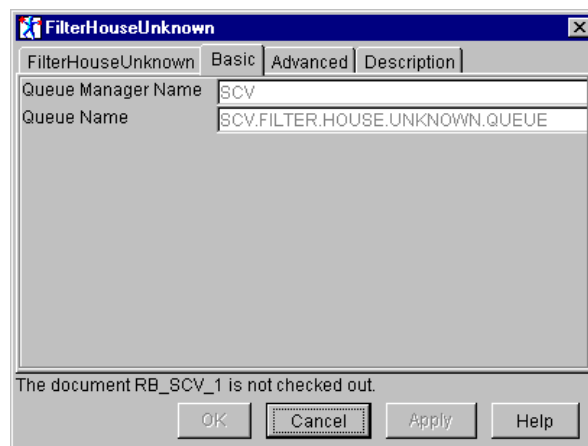 FilterHouseUnknown
FilterHouseUnknown Basic Advanced Description
Queue Manager Name SCV
Queue Name SCV.FILTER.HOUSE.UNKNOWN.QUEUE
The document RB_SCV_1 is not checked out.
OK Cancel Apply Help